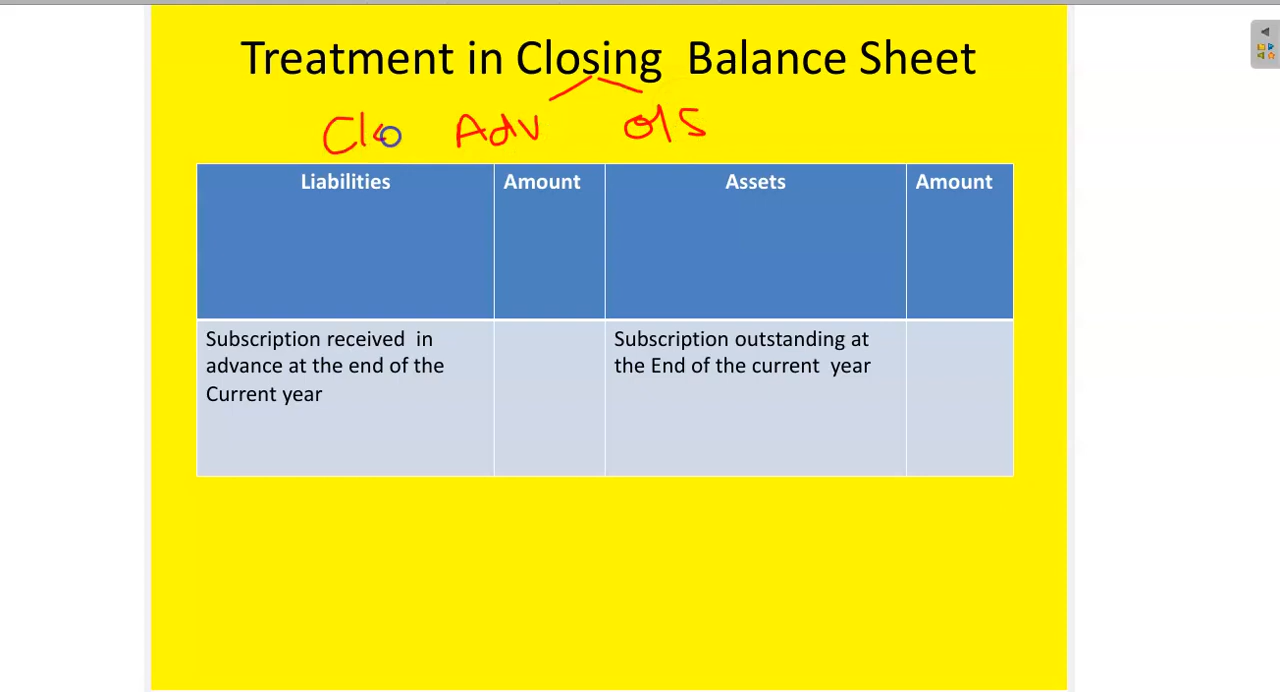 Treatment in Closing Balance Sheet
Clo Adv O/S
Liabilities Amount Assets Amount
Subscription received in
advance at the end of the
Current year
Subscription outstanding at
the End of the current year